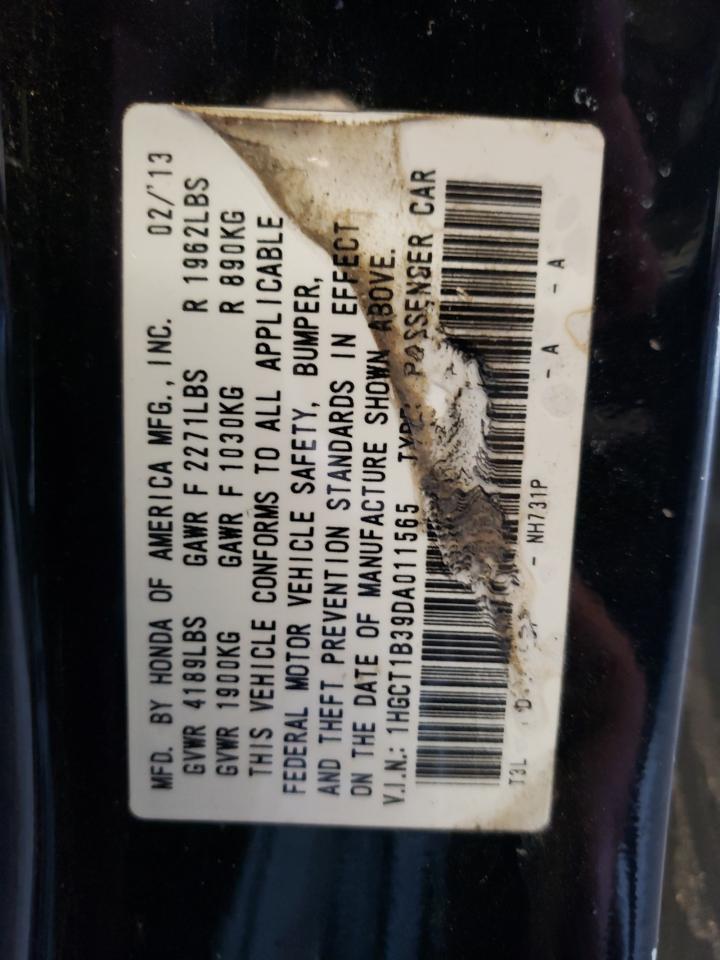 MFD. BY HONDA OF AMERICA MFG., INC. 02/'13
GVWR 4189LBS GAWR F 2271LBS R 1962LBS
GVWR 1900KG GAWR F 1030KG R 890KG
THIS VEHICLE CONFORMS TO ALL APPLICABLE
FEDERAL MOTOR VEHICLE SAFETY, BUMPER,
AND THEFT PREVENTION STANDARDS IN EFFECT
ON THE DATE OF MANUFACTURE SHOWN ABOVE.
V.I.N.: 1HGCT1B39DA011565 TYPE: PASSENGER CAR
T3L - NH731P - A - A